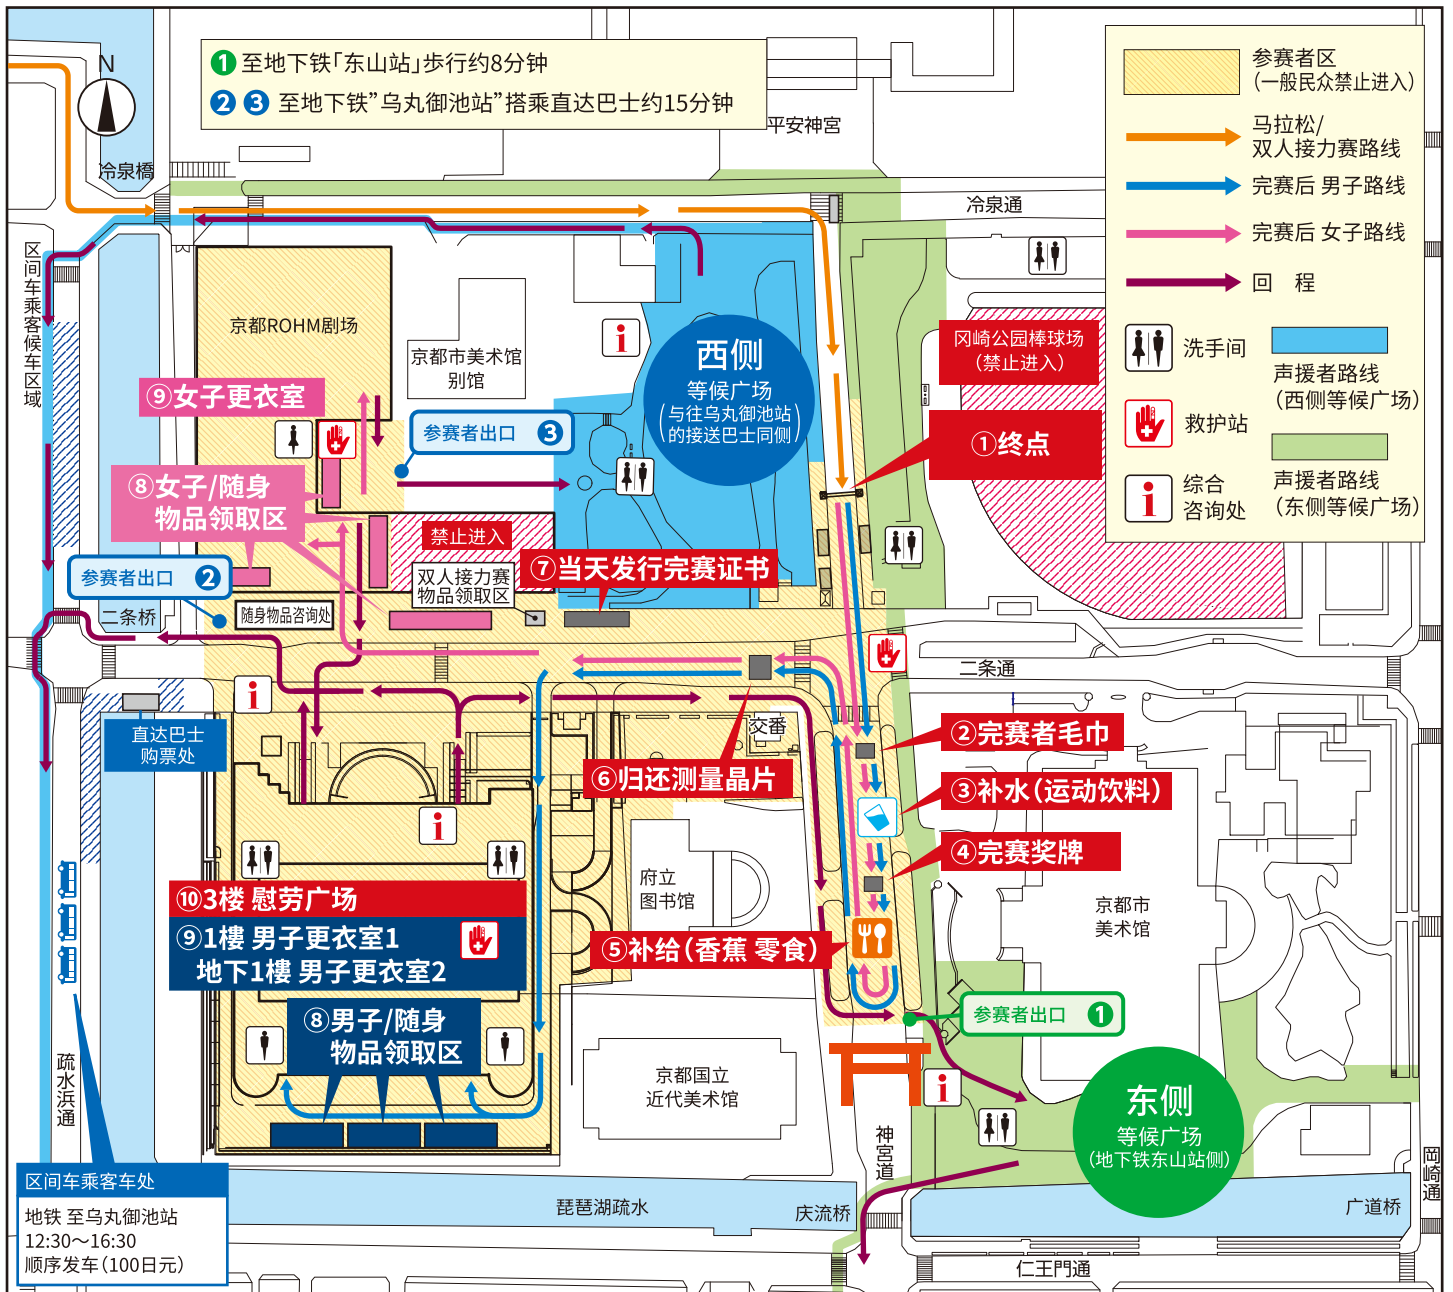 ❶至地下铁「东山站」步行约8分钟
❷ ❸ 至地下铁”乌丸御池站”搭乘直达巴士约15分钟
N
冷泉橋
平安神宮
冷泉通
参赛者区
（一般民众禁止进入）
马拉松/
双人接力赛路线
完赛后 男子路线
完赛后 女子路线
回 程
洗手间
救护站
综合
咨询处
声援者路线
（西侧等候广场）
声援者路线
（东侧等候广场）
区间车乘客候车区域
京都ROHM剧场
京都市美术馆
别馆
西侧
等候广场
（与往乌丸御池站
的接送巴士同侧）
冈崎公园棒球场
（禁止进入）
①终点
⑨女子更衣室
参赛者出口 ❸
⑧女子/随身
物品领取区
禁止进入
双人接力赛
物品领取区
⑦当天发行完赛证书
参赛者出口 ❷
二条桥
随身物品咨询处
二条通
直达巴士
购票处
交番
②完赛者毛巾
⑥归还测量晶片
③补水（运动饮料）
④完赛奖牌
府立
图书馆
京都市
美术馆
⑩3楼 慰劳广场
⑨1樓 男子更衣室1
地下1樓 男子更衣室2
⑤补给（香蕉 零食）
⑧男子/随身
物品领取区
参赛者出口 ❶
京都国立
近代美术馆
疏水浜通
神宮道
东侧
等候广场
（地下铁东山站侧）
岡崎通
区间车乘客车处
地铁 至乌丸御池站
12:30～16:30
顺序发车（100日元）
琵琶湖疏水
庆流桥
广道桥
仁王門通